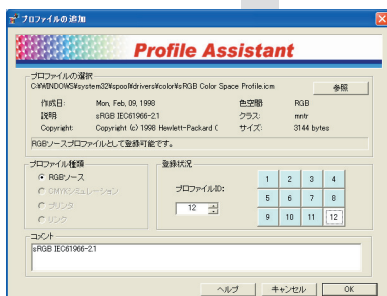 プロファイルの追加
Profile Assistant
プロファイルの選択
C:¥WINDOWS¥system32¥spool¥drivers¥color¥sRGB Color Space Profile.icm
参照
作成日: Mon, Feb, 09, 1998 色空間: RGB
説明: sRGB IEC61966-2.1 クラス: mntr
Copyright: Copyright (c) 1998 Hewlett-Packard C サイズ: 3144 bytes
RGBソースプロファイルとして登録可能です。
プロファイル種類
RGBソース
CMYKシミュレーション
プリンタ
リンク
登録状況
プロファイルID:
12
1 2 3 4
5 6 7 8
9 10 11 12
コメント
sRGB IEC61966-2.1
ヘルプ キャンセル OK